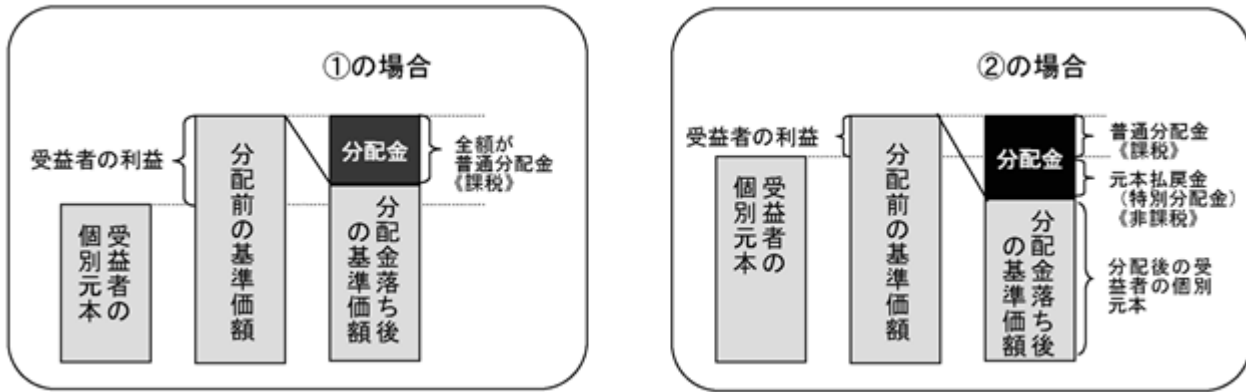 ①の場合
受益者の利益
受益者の
個別元本
分配前の基準価額
分配金
分配金落ち後
の基準価額
全額が
普通分配金
《課税》
②の場合
受益者の利益
受益者の
個別元本
分配前の基準価額
分配金
分配金落ち後
の基準価額
普通分配金
《課税》
元本払戻金
(特別分配金)
《非課税》
分配後の受
益者の個別
元本